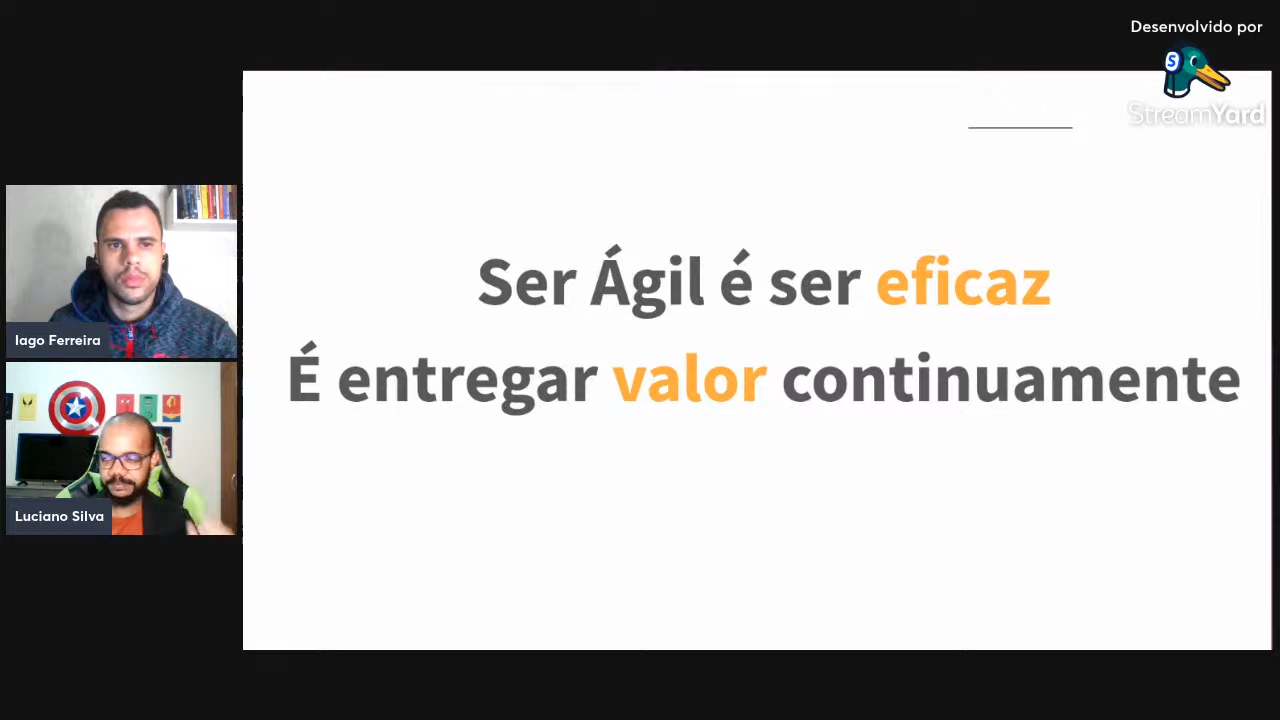 Desenvolvido por
StreamYard
Ser Ágil é ser eficaz
É entregar valor continuamente
Iago Ferreira
Luciano Silva